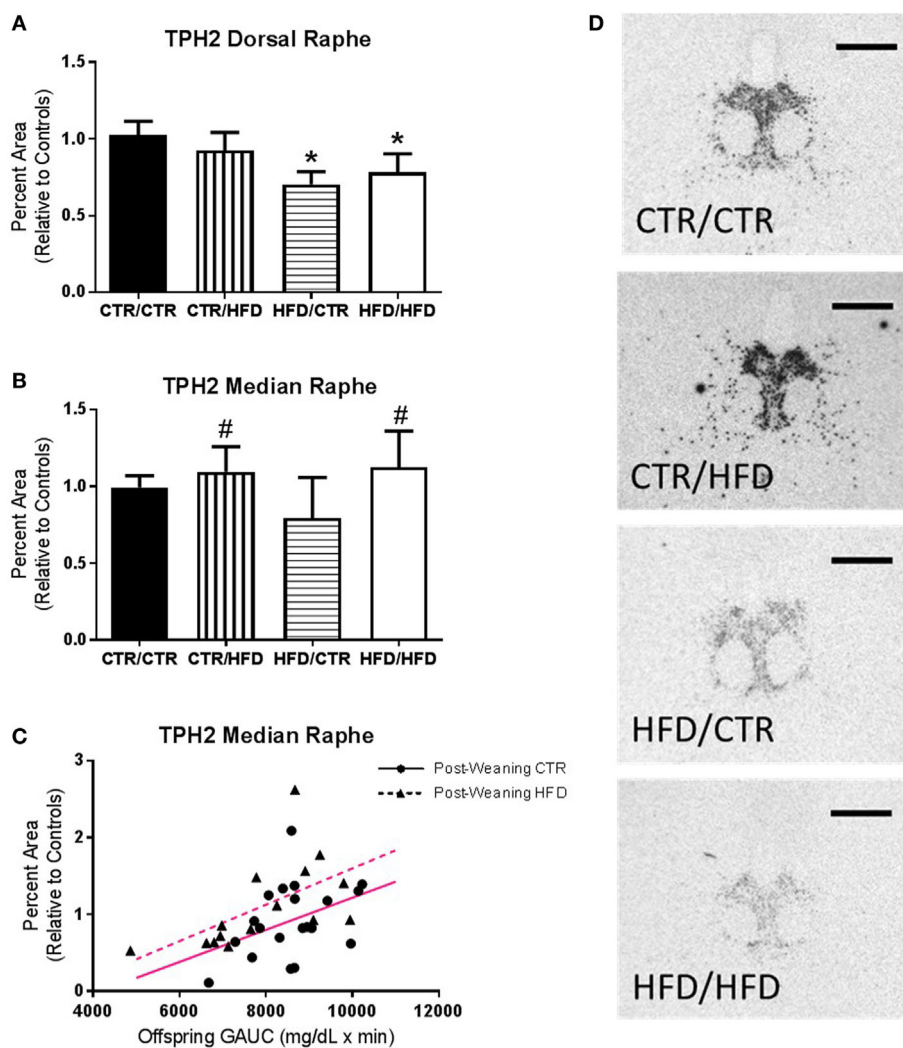 A
TPH2 Dorsal Raphe
Percent Area
(Relative to Controls)
1.5
1.0
0.5
0.0
* *
CTR/CTR CTR/HFD HFD/CTR HFD/HFD
B
TPH2 Median Raphe
Percent Area
(Relative to Controls)
1.5
1.0
0.5
0.0
# #
CTR/CTR CTR/HFD HFD/CTR HFD/HFD
C
TPH2 Median Raphe
Percent Area
(Relative to Controls)
3
2
1
0
Post-Weaning CTR
Post-Weaning HFD
4000 6000 8000 10000 12000
Offspring GAUC (mg/dL x min)
D
CTR/CTR
CTR/HFD
HFD/CTR
HFD/HFD